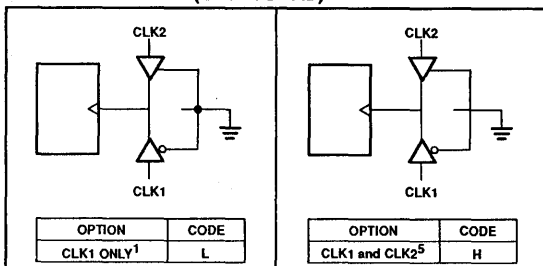 CLK2
CLK1
OPTION CODE
CLK1 ONLY1 L
CLK2
CLK1
OPTION CODE
CLK1 and CLK25 H